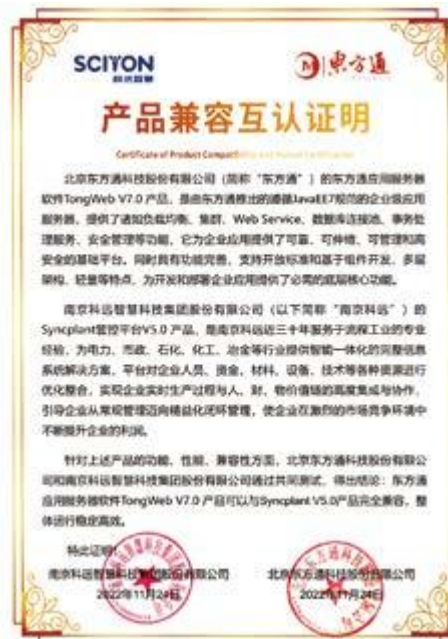 SCIYON
科远智慧
东方通
产品兼容互认证明
Certificate of Product Compatibility and Mutual Certification
北京东方通科技股份有限公司（简称“东方通”）的东方通应用服务器
软件TongWeb V7.0 产品，是由东方通推出的遵循JavaEE7规范的企业级应用
服务器，提供了诸如负载均衡、集群、Web Service、数据库连接池、事务处
理服务、安全管理等功能，它为企业应用提供了可靠、可伸缩、可管理和高
安全的基础平台。同时具有功能完善、支持开放标准和基于组件开发、多层
架构、轻量等特点，为开发和部署企业应用提供了必需的底层核心功能。
南京科远智慧科技集团股份有限公司（以下简称“南京科远”）的
Syncplant管控平台V5.0 产品，是南京科远近三十年服务于流程工业的专业
经验，为电力、市政、石化、化工、冶金等行业提供智能一体化的完整信息
系统解决方案，平台对企业人员、资金、材料、设备、技术等各种资源进行
优化整合，实现企业实时生产过程与人、财、物价值链的高度集成与协作，
引导企业从常规管理迈向精益化闭环管理，使企业在激烈的市场竞争环境中
不断提升企业的利润。
针对上述产品的功能、性能、兼容性方面，北京东方通科技股份有限公
司和南京科远智慧科技集团股份有限公司通过共同测试，得出结论：东方通
应用服务器软件TongWeb V7.0 产品可以与Syncplant V5.0产品完全兼容，整
体运行稳定高效。
特此证明！
南京科远智慧科技集团股份有限公司
北京东方通科技股份有限公司
2022年11月24日
2022年11月24日